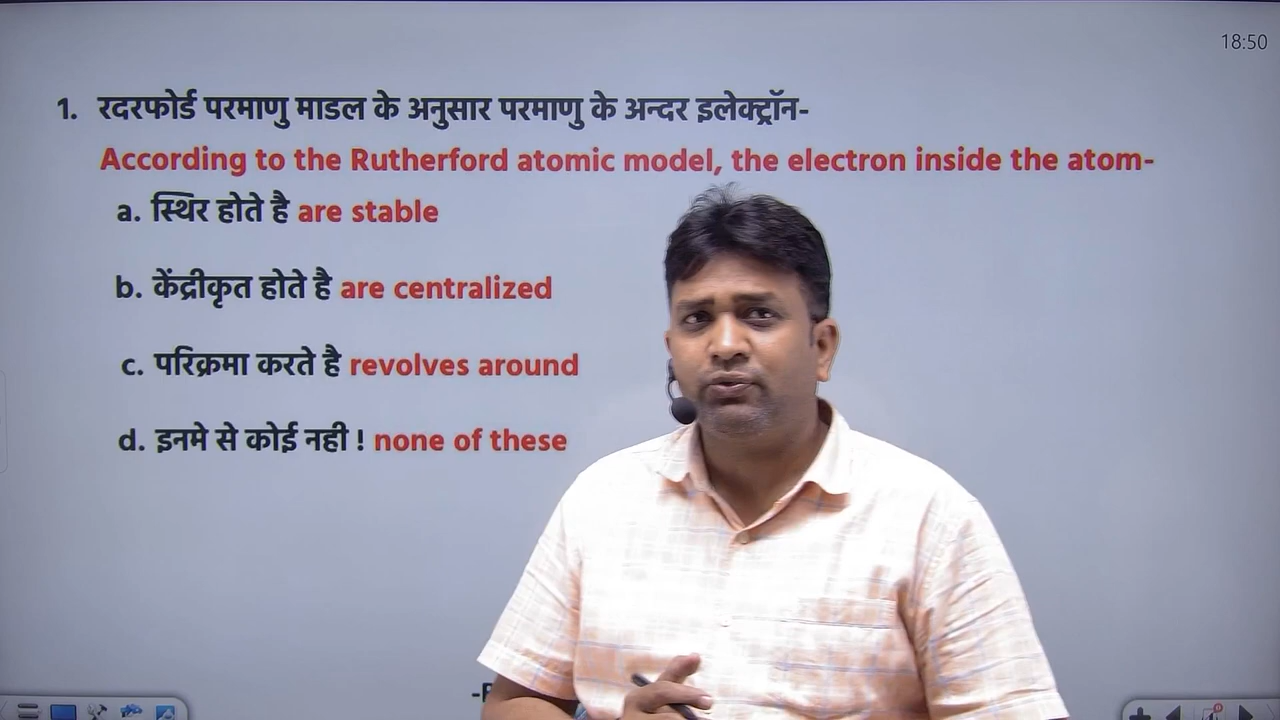 18:50
1. रदरफोर्ड परमाणु माडल के अनुसार परमाणु के अन्दर इलेक्ट्रॉन-
According to the Rutherford atomic model, the electron inside the atom-
a. स्थिर होते है are stable
b. केंद्रीकृत होते है are centralized
c. परिक्रमा करते है revolves around
d. इनमे से कोई नही ! none of these